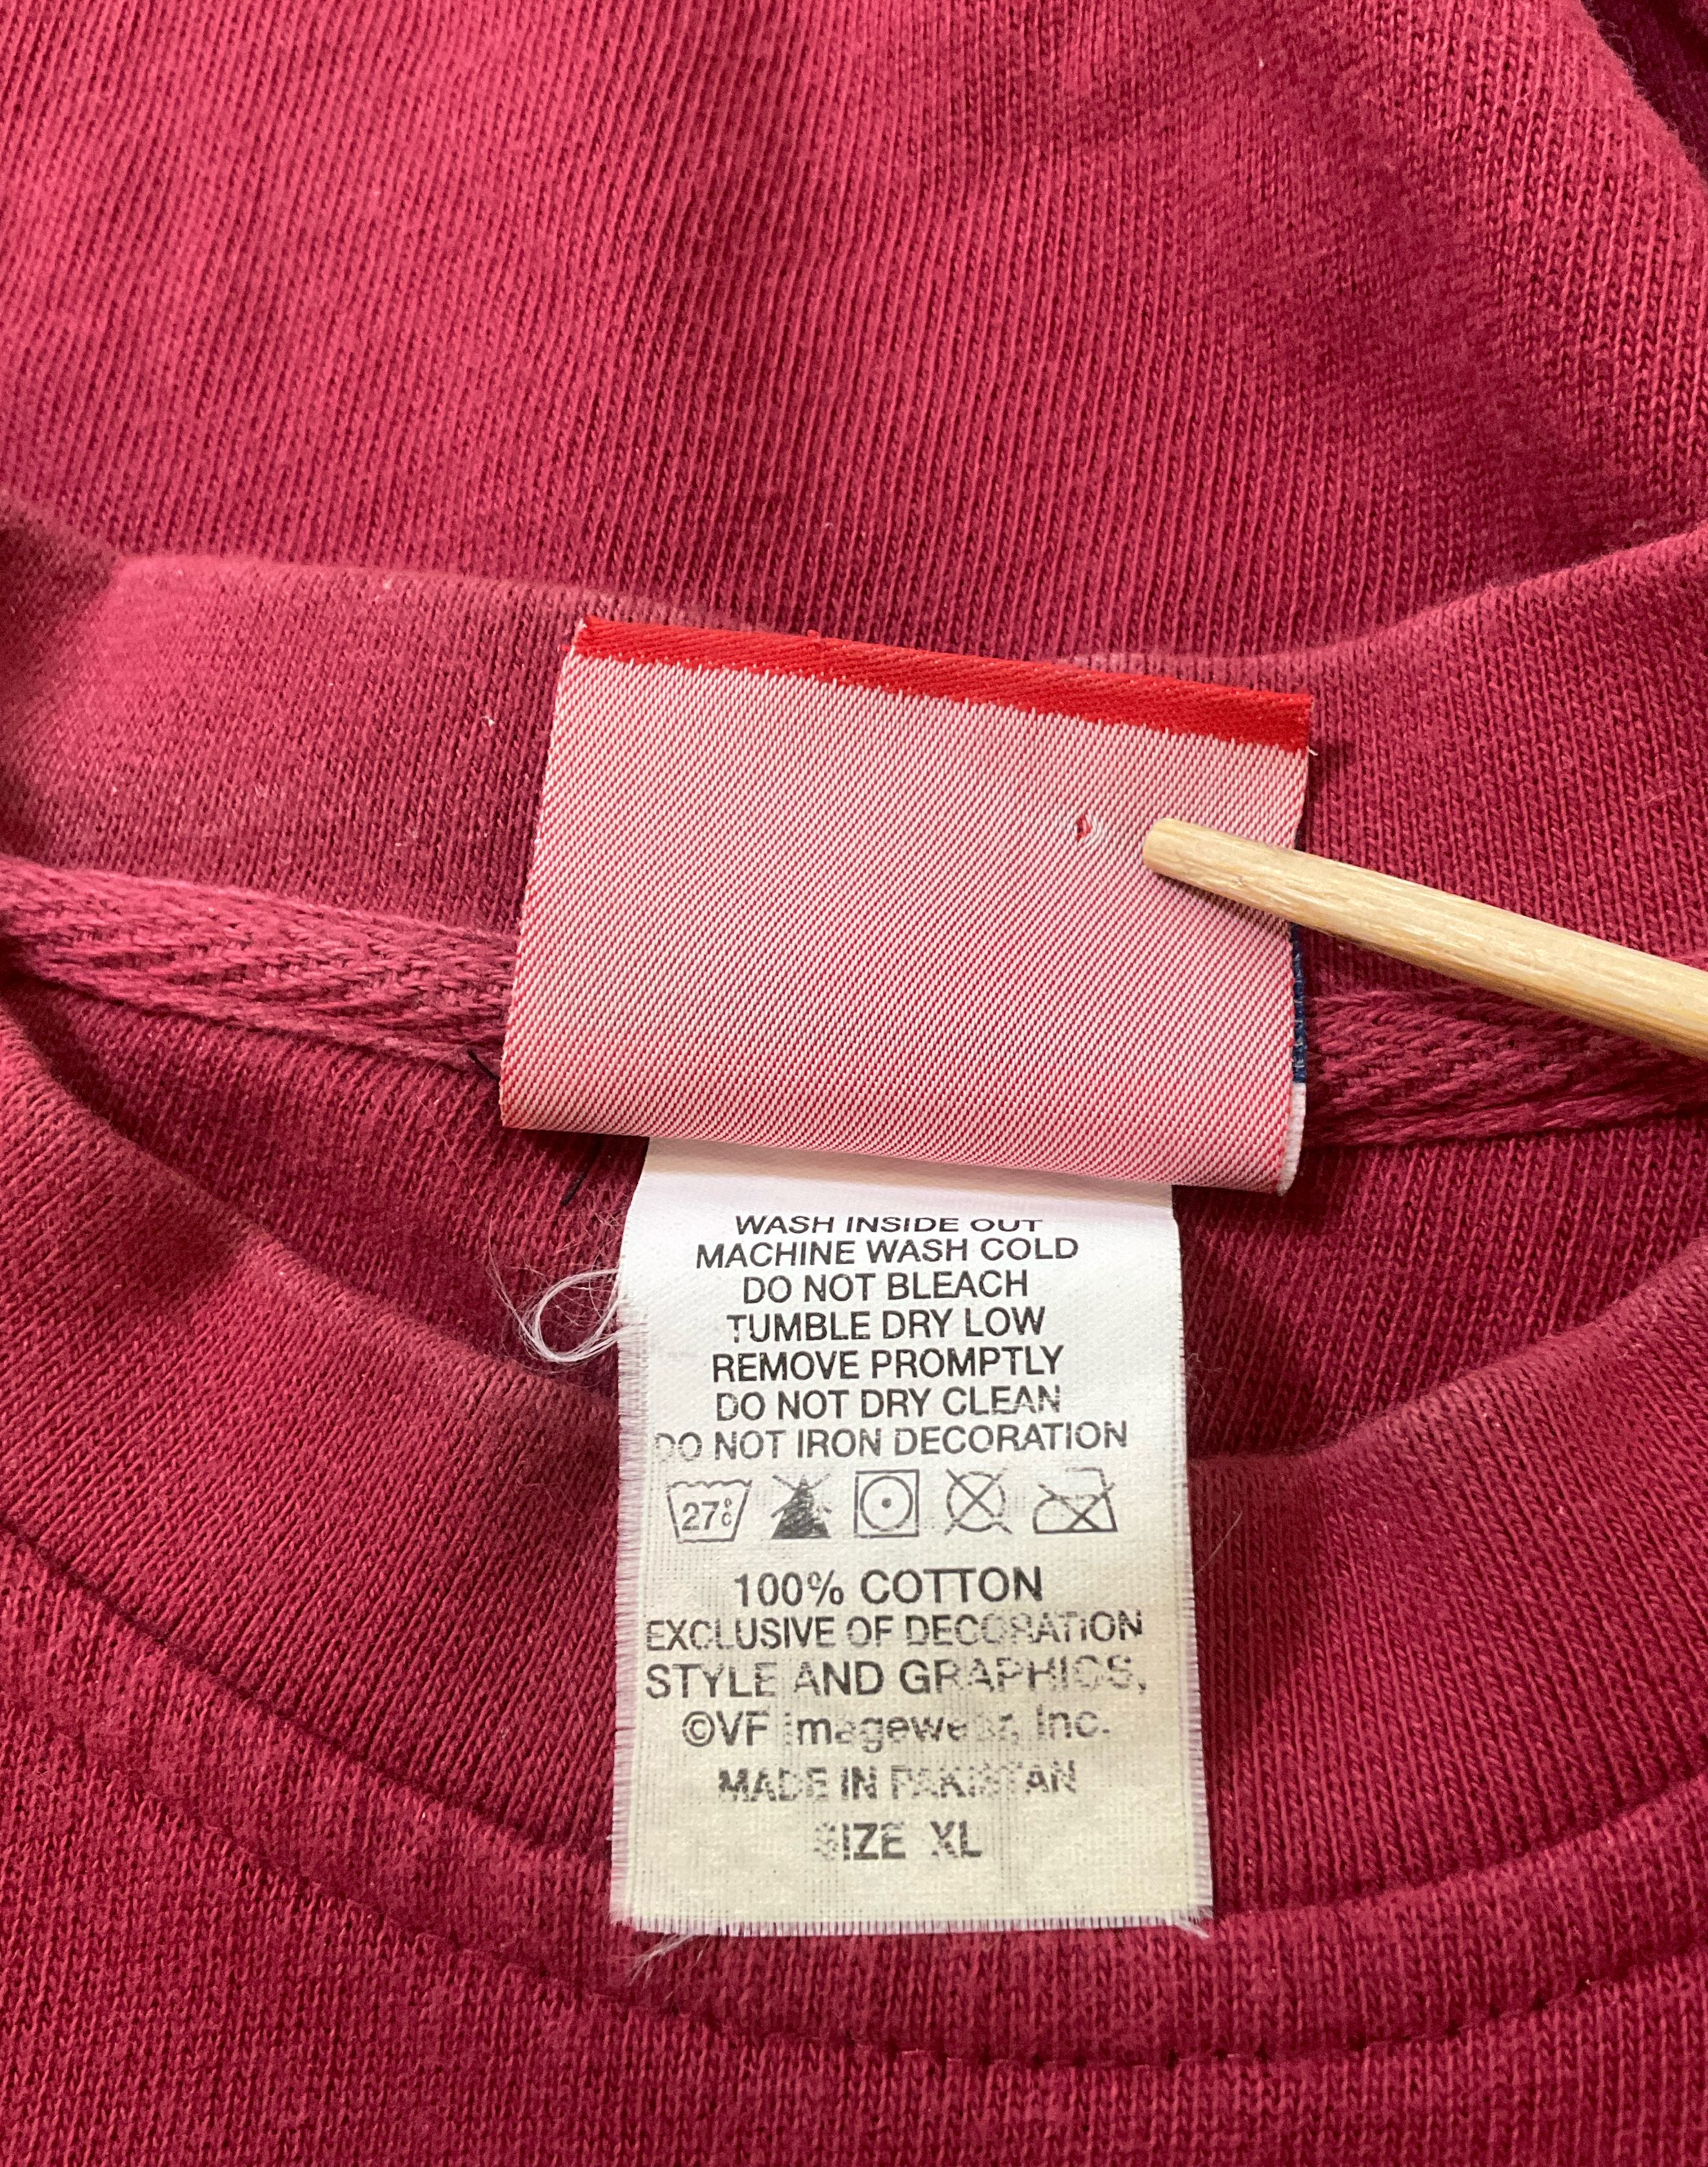 WASH INSIDE OUT
MACHINE WASH COLD
DO NOT BLEACH
TUMBLE DRY LOW
REMOVE PROMPTLY
DO NOT DRY CLEAN
DO NOT IRON DECORATION
27°C
100% COTTON
EXCLUSIVE OF DECORATION
STYLE AND GRAPHICS,
©VF Imagewear, Inc.
MADE IN PAKISTAN
SIZE XL